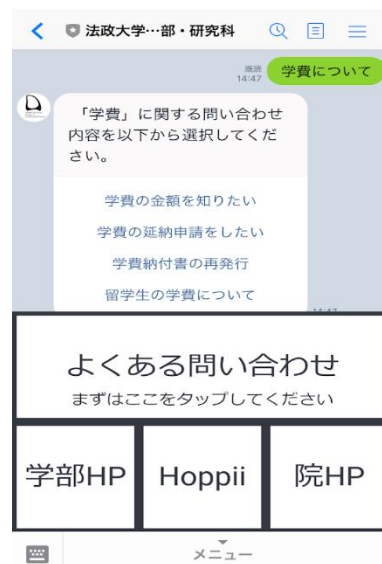 法政大学…部・研究科
既読
14:47
学費について
「学費」に関する問い合わせ
内容を以下から選択してくだ
さい。
学費の金額を知りたい
学費の延納申請をしたい
学費納付書の再発行
留学生の学費について
14:47
よくある問い合わせ
まずはここをタップしてください
学部HP
Hoppii
院HP
メニュー